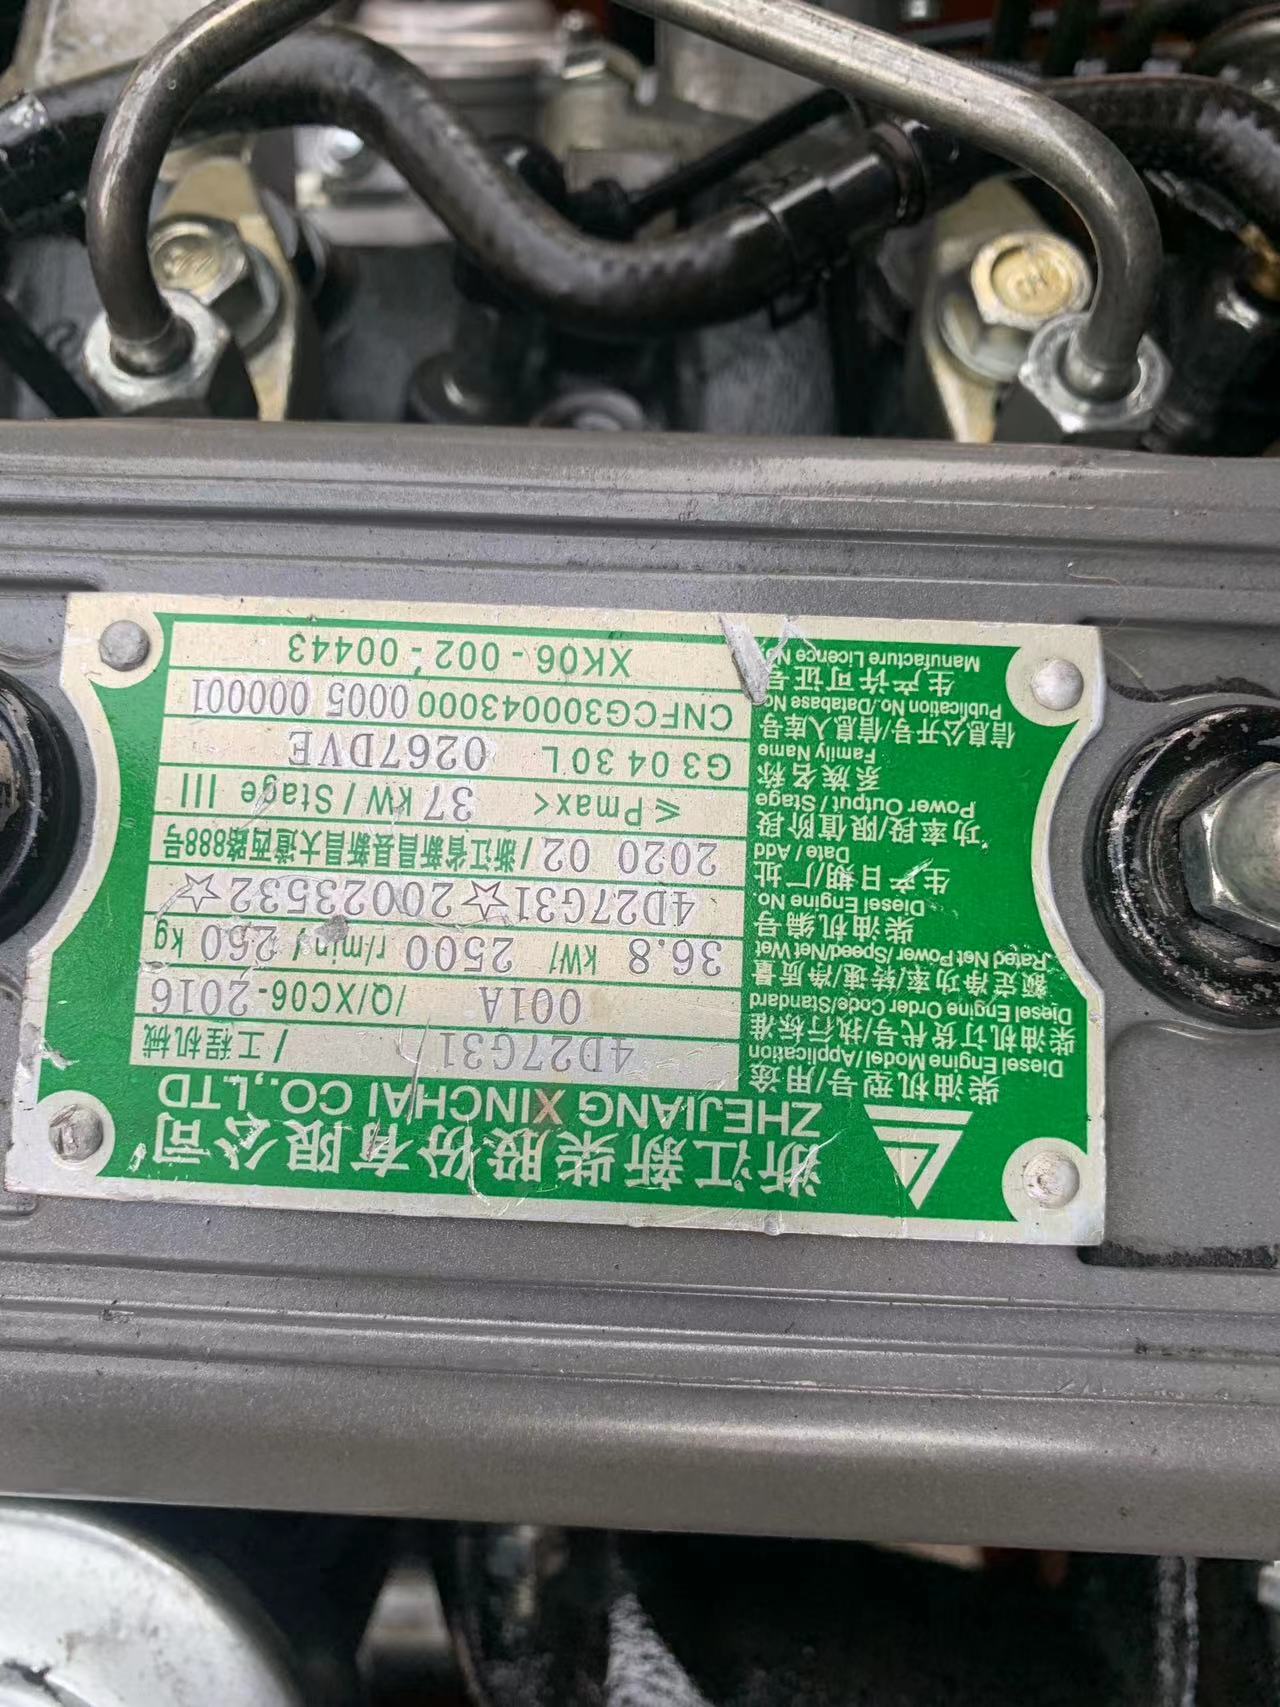 浙江新柴股份有限公司
ZHEJIANG XINCHAI CO.,LTD
柴油机型号/用途 4D27G31/ /工程机械
Diesel Engine Model/Application
柴油机订货代号/执行标准 001A /Q/XC06-2016
Diesel Engine Order Code/Standard
额定净功率/转速/净质量 36.8 kW/ 2500 r/min/ 260 kg
Rated Net Power/Speed/Net Wet
柴油机编号 4D27G31☆20023532☆
Diesel Engine No.
生产日期/厂址 2020 02/浙江省新昌县新昌大道西路888号
Date/Add
功率段/限值阶段 ≤Pmax< 37kW/Stage III
Power Output/Stage
系族名称 G3 04 30L 0267DVE
Family Name
信息公开号/信息入库号 CNFCG300043000 0005 000001
Publication No./Database No.
生产许可证号 XK06-002-00443
Manufacture Licence No.